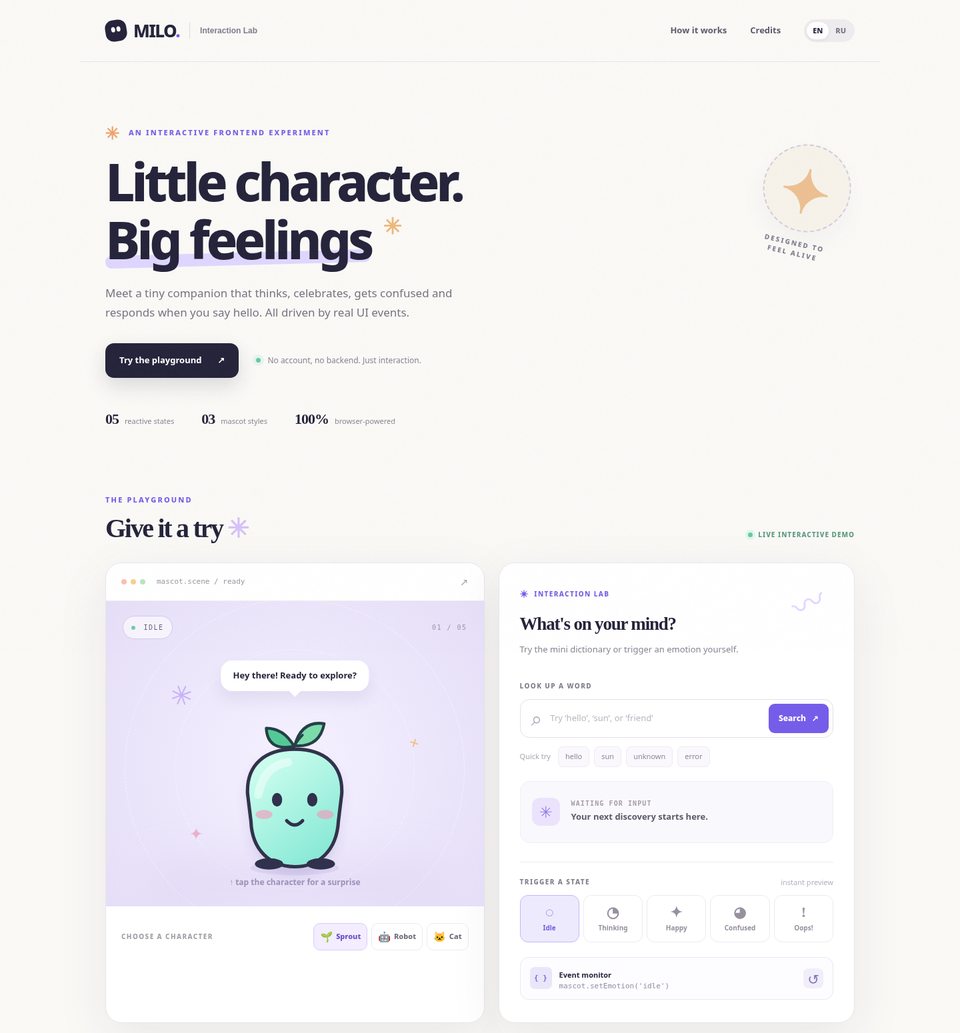 MILO.
Interaction Lab
How it works
Credits
EN
RU
AN INTERACTIVE FRONTEND EXPERIMENT
Little character.
Big feelings
Meet a tiny companion that thinks, celebrates, gets confused and
responds when you say hello. All driven by real UI events.
Try the playground ↗
No account, no backend. Just interaction.
05 reactive states
03 mascot styles
100% browser-powered
DESIGNED TO
FEEL ALIVE
THE PLAYGROUND
Give it a try
LIVE INTERACTIVE DEMO
mascot.scene / ready
↗
IDLE
01 / 05
Hey there! Ready to explore?
↑ tap the character for a surprise
CHOOSE A CHARACTER
Sprout
Robot
Cat
INTERACTION LAB
What's on your mind?
Try the mini dictionary or trigger an emotion yourself.
LOOK UP A WORD
Try 'hello', 'sun', or 'friend'
Search ↗
Quick try
hello
sun
unknown
error
WAITING FOR INPUT
Your next discovery starts here.
TRIGGER A STATE
instant preview
Idle
Thinking
Happy
Confused
!
Oops!
{ }
Event monitor
mascot.setEmotion('idle')
↺